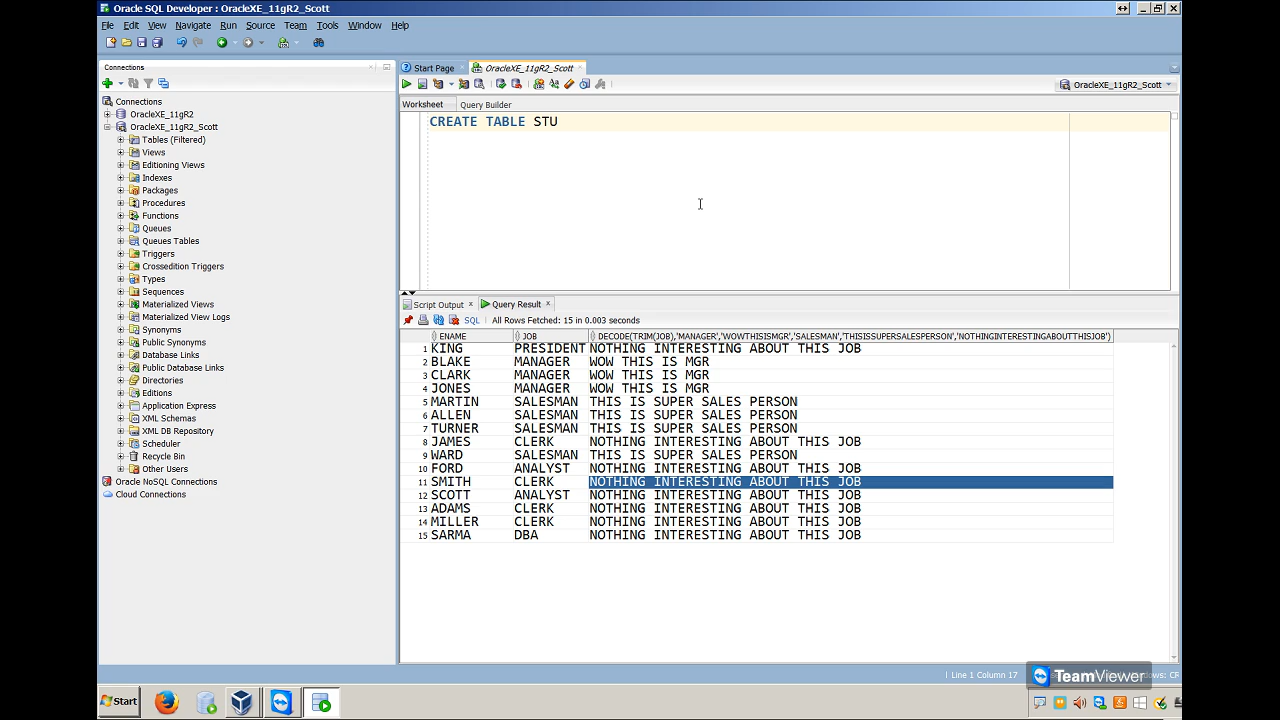 Oracle SQL Developer : OracleXE_11gR2_Scott
File Edit View Navigate Run Source Team Tools Window Help
Connections
Start Page
OracleXE_11gR2_Scott
OracleXE_11gR2_Scott
Worksheet Query Builder
CREATE TABLE STU
Connections
OracleXE_11gR2
OracleXE_11gR2_Scott
Tables (Filtered)
Views
Editioning Views
Indexes
Packages
Procedures
Functions
Queues
Queues Tables
Triggers
Crossedition Triggers
Types
Sequences
Materialized Views
Materialized View Logs
Synonyms
Public Synonyms
Database Links
Public Database Links
Directories
Editions
Application Express
XML Schemas
XML DB Repository
Scheduler
Recycle Bin
Other Users
Oracle NoSQL Connections
Cloud Connections
Script Output Query Result
SQL All Rows Fetched: 15 in 0.003 seconds
ENAME JOB DECODE(TRIM(JOB),'MANAGER','WOWTHISISMGR','SALESMAN','THISISSUPERSALESPERSON','NOTHINGINTERESTINGABOUTTHISJOB')
1 KING PRESIDENT NOTHING INTERESTING ABOUT THIS JOB
2 BLAKE MANAGER WOW THIS IS MGR
3 CLARK MANAGER WOW THIS IS MGR
4 JONES MANAGER WOW THIS IS MGR
5 MARTIN SALESMAN THIS IS SUPER SALES PERSON
6 ALLEN SALESMAN THIS IS SUPER SALES PERSON
7 TURNER SALESMAN THIS IS SUPER SALES PERSON
8 JAMES CLERK NOTHING INTERESTING ABOUT THIS JOB
9 WARD SALESMAN THIS IS SUPER SALES PERSON
10 FORD ANALYST NOTHING INTERESTING ABOUT THIS JOB
11 SMITH CLERK NOTHING INTERESTING ABOUT THIS JOB
12 SCOTT ANALYST NOTHING INTERESTING ABOUT THIS JOB
13 ADAMS CLERK NOTHING INTERESTING ABOUT THIS JOB
14 MILLER CLERK NOTHING INTERESTING ABOUT THIS JOB
15 SARMA DBA NOTHING INTERESTING ABOUT THIS JOB
Line 1 Column 17
TeamViewer
Start